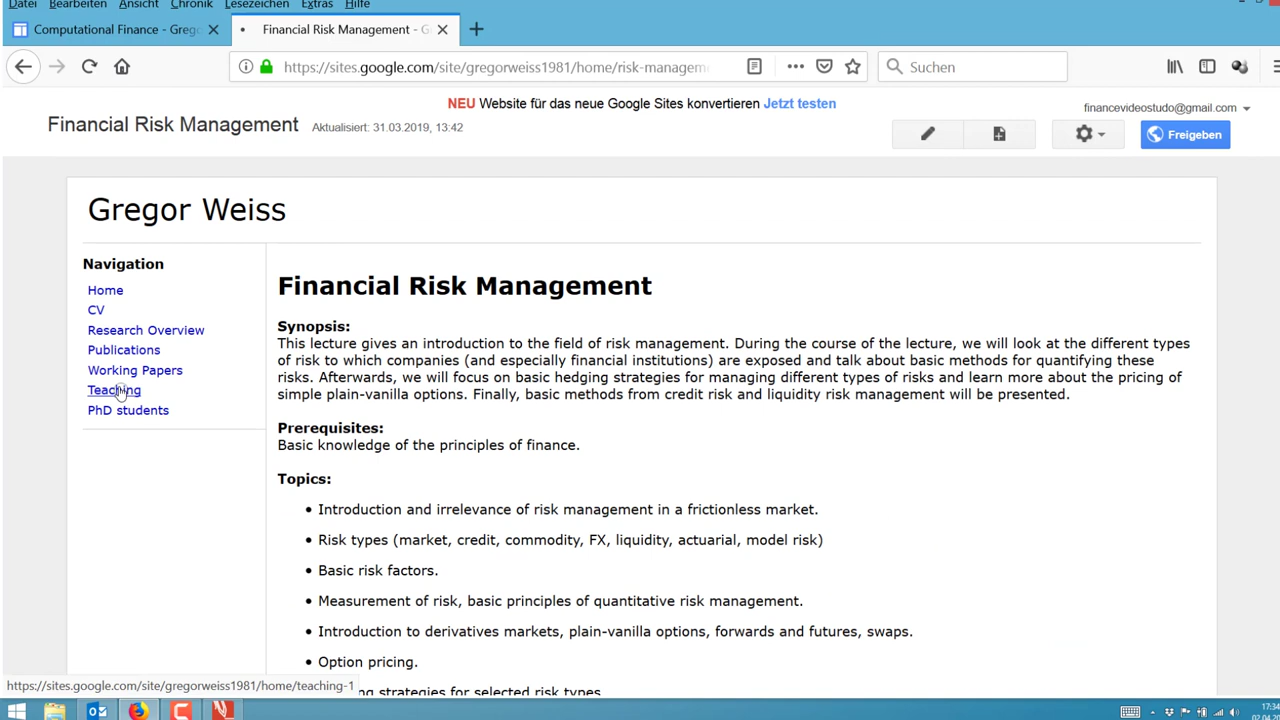 Datei Bearbeiten Ansicht Chronik Lesezeichen Extras Hilfe
Computational Finance - Grego
Financial Risk Management - G
https://sites.google.com/site/gregorweiss1981/home/risk-managem
Suchen
NEU Website für das neue Google Sites konvertieren Jetzt testen
financevideostudo@gmail.com
Financial Risk Management Aktualisiert: 31.03.2019, 13:42
Freigeben
Gregor Weiss
Navigation
Home
CV
Research Overview
Publications
Working Papers
Teaching
PhD students
Financial Risk Management
Synopsis:
This lecture gives an introduction to the field of risk management. During the course of the lecture, we will look at the different types
of risk to which companies (and especially financial institutions) are exposed and talk about basic methods for quantifying these
risks. Afterwards, we will focus on basic hedging strategies for managing different types of risks and learn more about the pricing of
simple plain-vanilla options. Finally, basic methods from credit risk and liquidity risk management will be presented.
Prerequisites:
Basic knowledge of the principles of finance.
Topics:
• Introduction and irrelevance of risk management in a frictionless market.
• Risk types (market, credit, commodity, FX, liquidity, actuarial, model risk)
• Basic risk factors.
• Measurement of risk, basic principles of quantitative risk management.
• Introduction to derivatives markets, plain-vanilla options, forwards and futures, swaps.
• Option pricing.
ng strategies for selected risk types
https://sites.google.com/site/gregorweiss1981/home/teaching-1
17:34